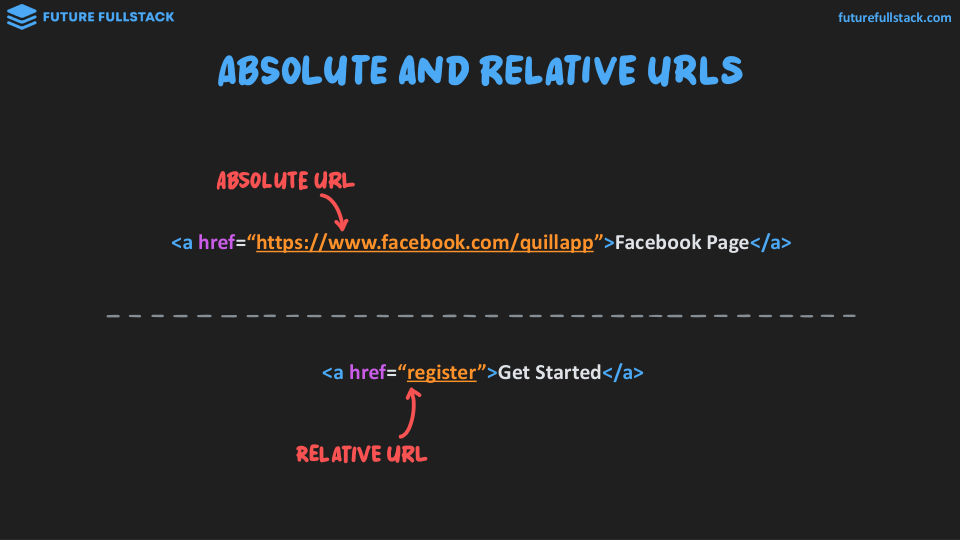 FUTURE FULLSTACK
futurefullstack.com
ABSOLUTE AND RELATIVE URLS
ABSOLUTE URL
<a href=“https://www.facebook.com/quillapp”>Facebook Page</a>
<a href=“register”>Get Started</a>
RELATIVE URL